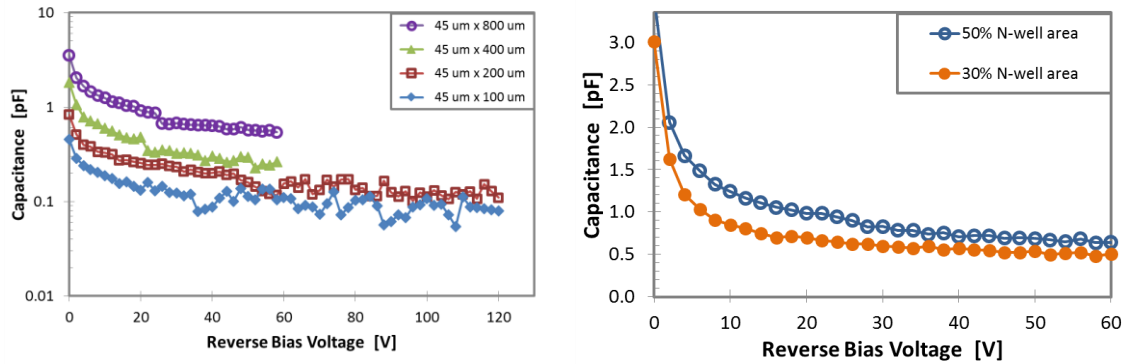 10
1
0.1
0.01
Capacitance [pF]
0 20 40 60 80 100 120
Reverse Bias Voltage [V]
45 um x 800 um
45 um x 400 um
45 um x 200 um
45 um x 100 um
3.0
2.5
2.0
1.5
1.0
0.5
0.0
Capacitance [pF]
0 10 20 30 40 50 60
Reverse Bias Voltage [V]
50% N-well area
30% N-well area